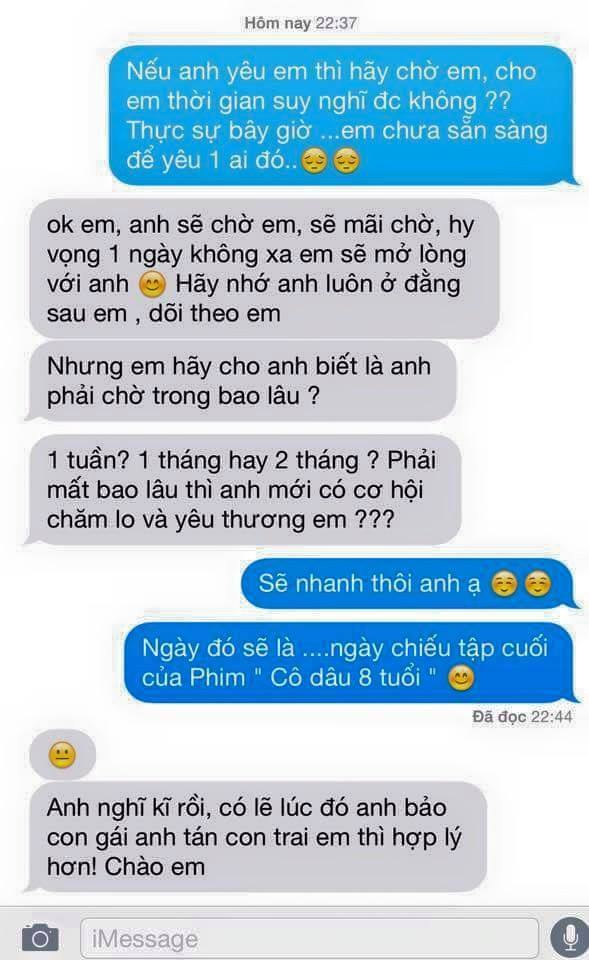 Hôm nay 22:37
Nếu anh yêu em thì hãy chờ em, cho
em thời gian suy nghĩ đc không ??
Thực sự bây giờ ...em chưa sẵn sàng
để yêu 1 ai đó..😔😔
ok em, anh sẽ chờ em, sẽ mãi chờ, hy
vọng 1 ngày không xa em sẽ mở lòng
với anh 😊 Hãy nhớ anh luôn ở đằng
sau em , dõi theo em
Nhưng em hãy cho anh biết là anh
phải chờ trong bao lâu ?
1 tuần? 1 tháng hay 2 tháng ? Phải
mất bao lâu thì anh mới có cơ hội
chăm lo và yêu thương em ???
Sẽ nhanh thôi anh ạ ☺️☺️
Ngày đó sẽ là ....ngày chiếu tập cuối
của Phim " Cô dâu 8 tuổi " 😊
Đã đọc 22:44
😐
Anh nghĩ kĩ rồi, có lẽ lúc đó anh bảo
con gái anh tán con trai em thì hợp lý
hơn! Chào em
iMessage